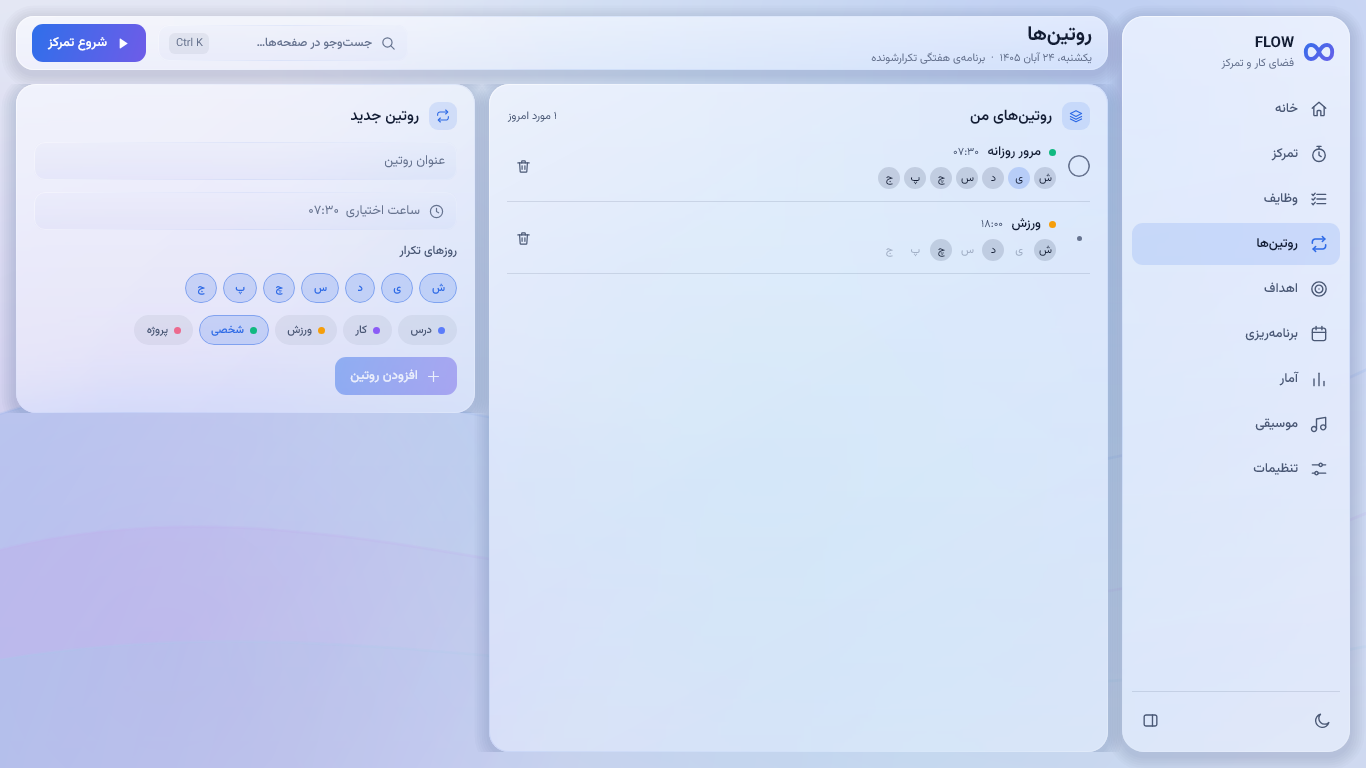 FLOW
فضای کار و تمرکز
خانه
تمرکز
وظایف
روتین‌ها
اهداف
برنامه‌ریزی
آمار
موسیقی
تنظیمات
روتین‌ها
یکشنبه، ۲۴ آبان ۱۴۰۵ · برنامه‌ی هفتگی تکرارشونده
جست‌وجو در صفحه‌ها... Ctrl K
شروع تمرکز
روتین‌های من
۱ مورد امروز
مرور روزانه ۰۷:۳۰
ش ی د س چ پ ج
ورزش ۱۸:۰۰
ش ی د س چ پ ج
روتین جدید
عنوان روتین
ساعت اختیاری ۰۷:۳۰
روزهای تکرار
ش ی د س چ پ ج
درس کار ورزش شخصی پروژه
افزودن روتین